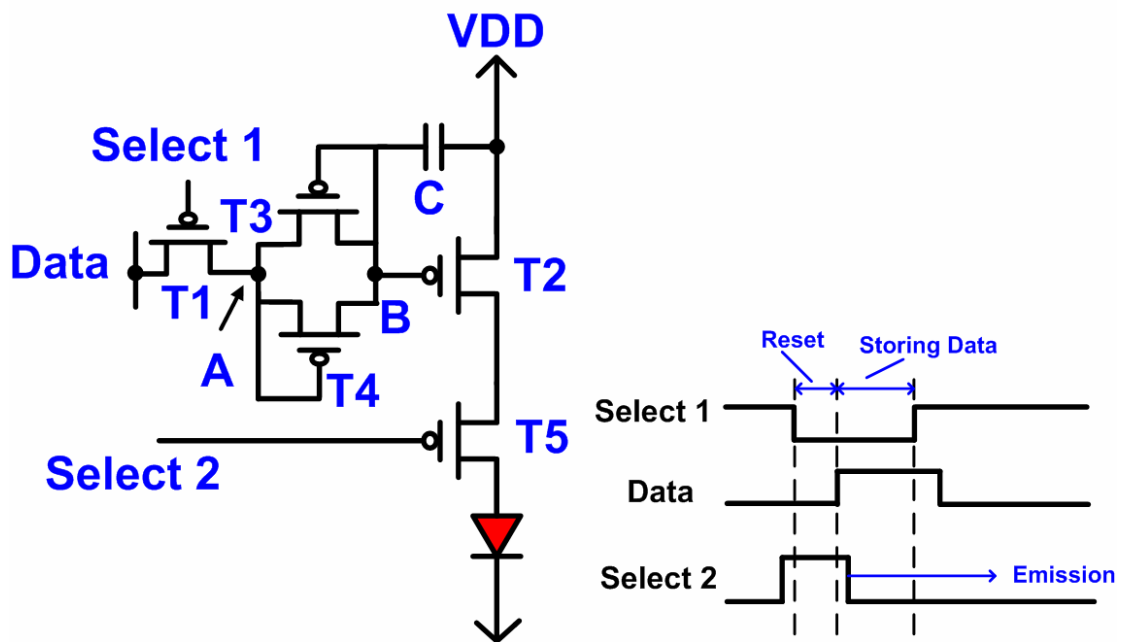 VDD
Select 1
C
T3
Data
T1
T2
B
A
T4
T5
Select 2
Reset
Storing Data
Select 1
Data
Select 2
Emission